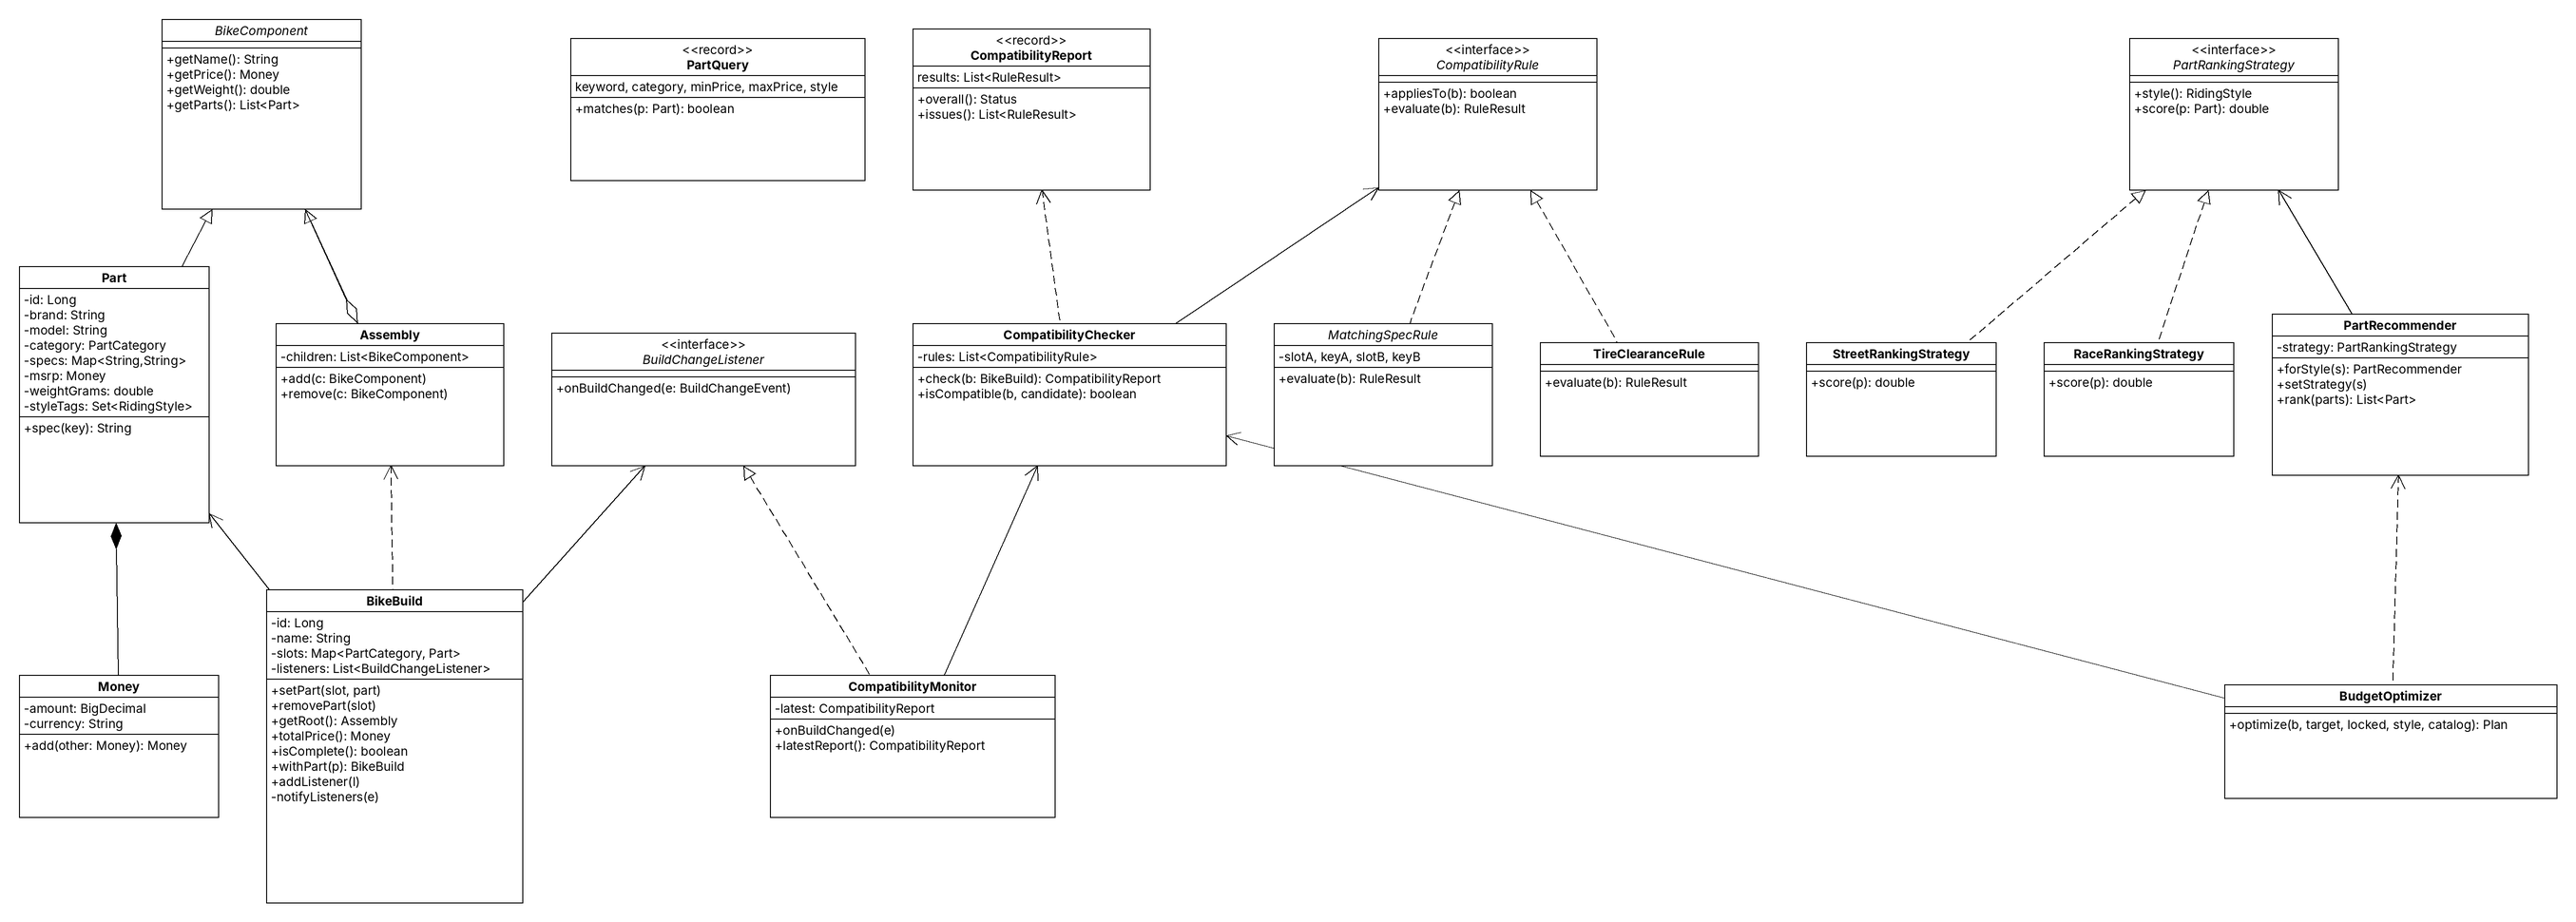 BikeComponent
+getName(): String
+getPrice(): Money
+getWeight(): double
+getParts(): List<Part>
<<record>>
PartQuery
keyword, category, minPrice, maxPrice, style
+matches(p: Part): boolean
<<record>>
CompatibilityReport
results: List<RuleResult>
+overall(): Status
+issues(): List<RuleResult>
<<interface>>
CompatibilityRule
+appliesTo(b): boolean
+evaluate(b): RuleResult
<<interface>>
PartRankingStrategy
+style(): RidingStyle
+score(p: Part): double
Part
-id: Long
-brand: String
-model: String
-category: PartCategory
-specs: Map<String,String>
-msrp: Money
-weightGrams: double
-styleTags: Set<RidingStyle>
+spec(key): String
Assembly
-children: List<BikeComponent>
+add(c: BikeComponent)
+remove(c: BikeComponent)
<<interface>>
BuildChangeListener
+onBuildChanged(e: BuildChangeEvent)
CompatibilityChecker
-rules: List<CompatibilityRule>
+check(b: BikeBuild): CompatibilityReport
+isCompatible(b, candidate): boolean
MatchingSpecRule
-slotA, keyA, slotB, keyB
+evaluate(b): RuleResult
TireClearanceRule
+evaluate(b): RuleResult
StreetRankingStrategy
+score(p): double
RaceRankingStrategy
+score(p): double
PartRecommender
-strategy: PartRankingStrategy
+forStyle(s): PartRecommender
+setStrategy(s)
+rank(parts): List<Part>
Money
-amount: BigDecimal
-currency: String
+add(other: Money): Money
BikeBuild
-id: Long
-name: String
-slots: Map<PartCategory, Part>
-listeners: List<BuildChangeListener>
+setPart(slot, part)
+removePart(slot)
+getRoot(): Assembly
+totalPrice(): Money
+isComplete(): boolean
+withPart(p): BikeBuild
+addListener(l)
-notifyListeners(e)
CompatibilityMonitor
-latest: CompatibilityReport
+onBuildChanged(e)
+latestReport(): CompatibilityReport
BudgetOptimizer
+optimize(b, target, locked, style, catalog): Plan